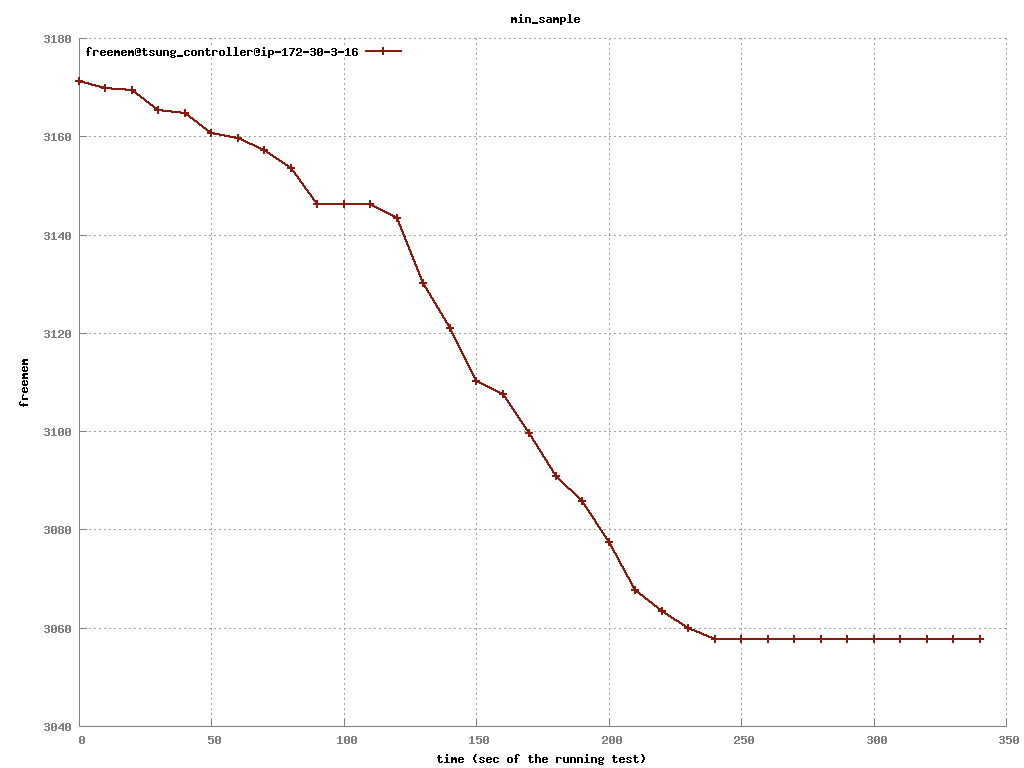 min_sample
freemem@tsung_controller@ip-172-30-3-16
3180
3160
3140
3120
3100
3080
3060
3040
freemem
0 50 100 150 200 250 300 350
time (sec of the running test)